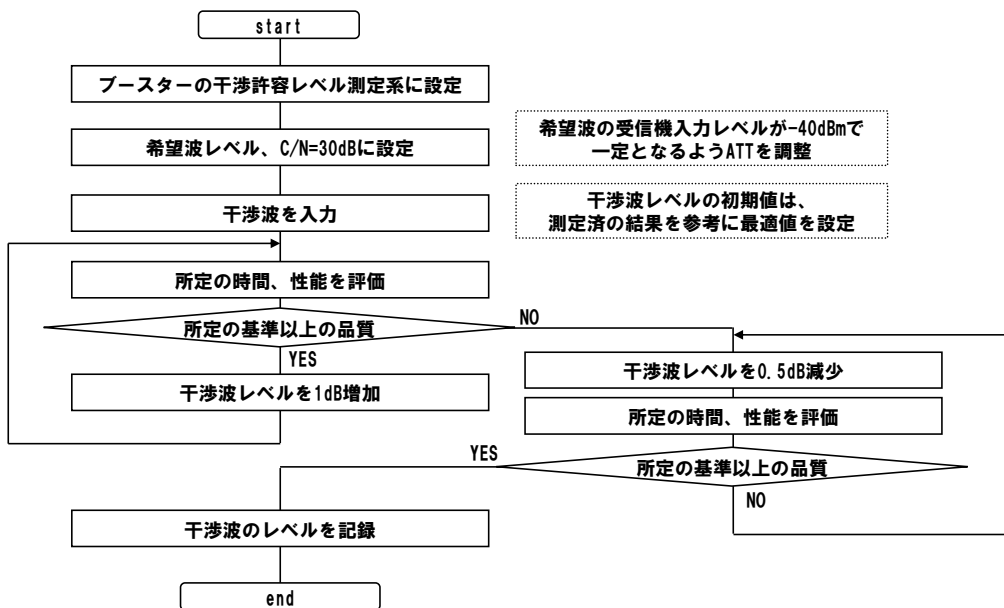 start
ブースターの干渉許容レベル測定系に設定
希望波レベル、C/N=30dBに設定
希望波の受信機入力レベルが-40dBmで
一定となるようATTを調整
干渉波を入力
干渉波レベルの初期値は、
測定済の結果を参考に最適値を設定
所定の時間、性能を評価
所定の基準以上の品質
NO
YES
干渉波レベルを1dB増加
干渉波レベルを0.5dB減少
所定の時間、性能を評価
所定の基準以上の品質
YES
NO
干渉波のレベルを記録
end